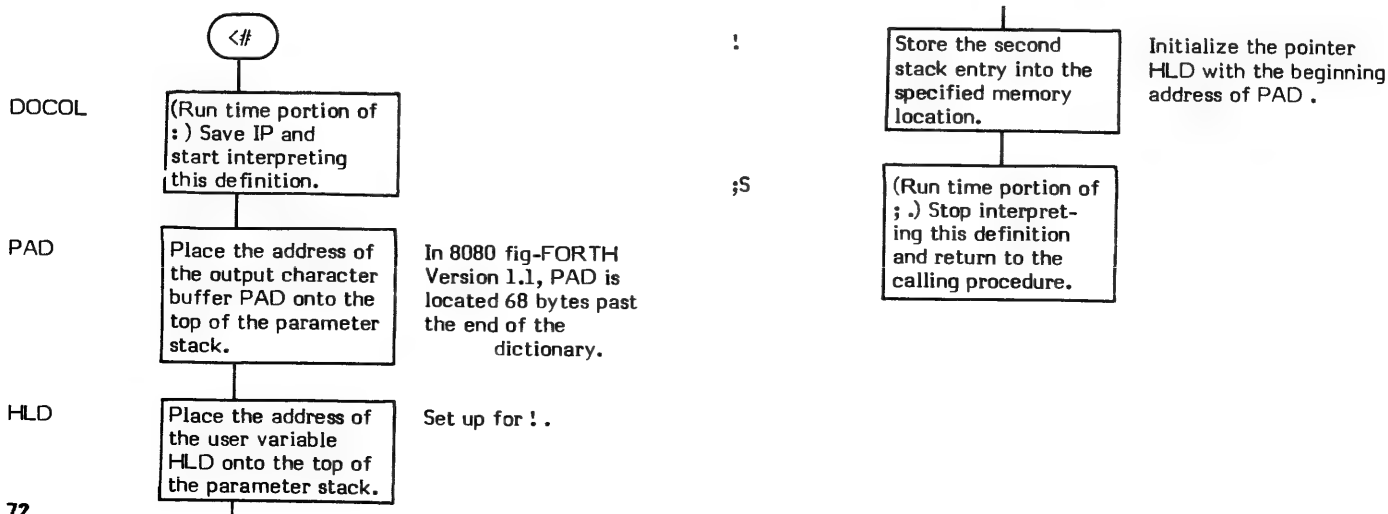 <#
DOCOL
(Run time portion of
: ) Save IP and
start interpreting
this definition.
PAD
Place the address of
the output character
buffer PAD onto the
top of the parameter
stack.
In 8080 fig-FORTH
Version 1.1, PAD is
located 68 bytes past
the end of the
dictionary.
HLD
Place the address of
the user variable
HLD onto the top of
the parameter stack.
Set up for ! .
72
!
Store the second
stack entry into the
specified memory
location.
Initialize the pointer
HLD with the beginning
address of PAD .
;S
(Run time portion of
; .) Stop interpret-
ing this definition
and return to the
calling procedure.